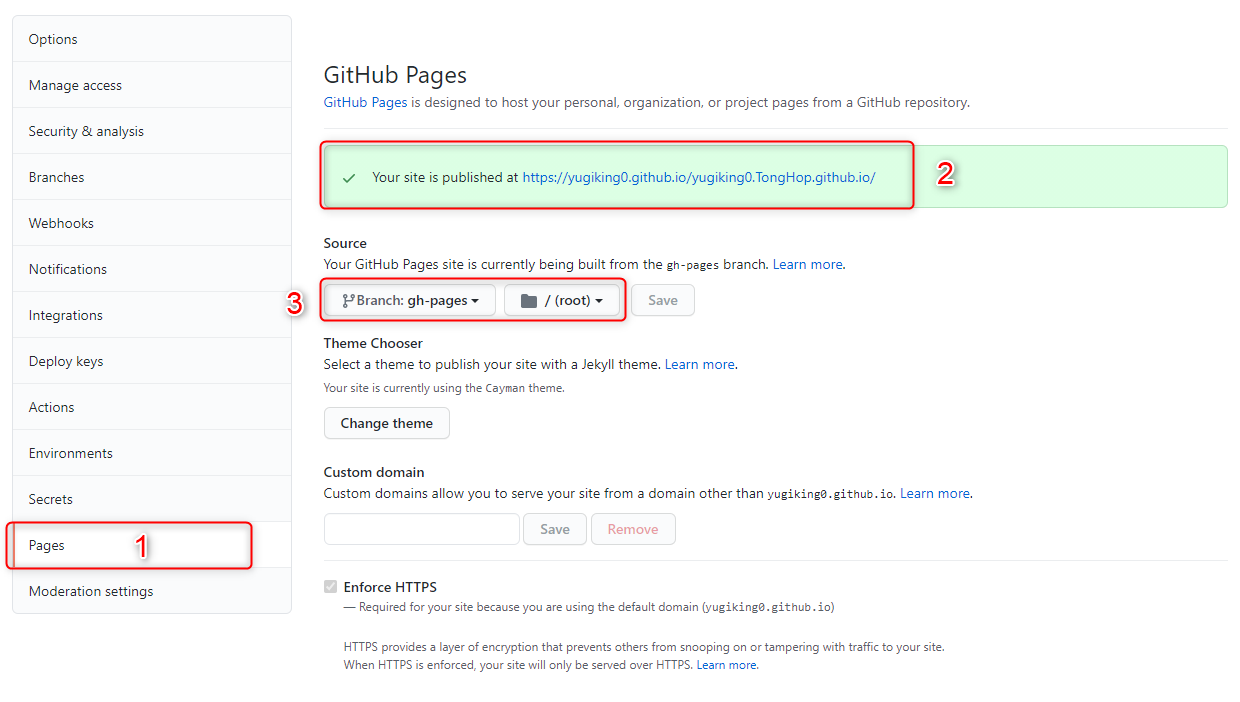 Options
Manage access
Security & analysis
Branches
Webhooks
Notifications
Integrations
Deploy keys
Actions
Environments
Secrets
Pages
1
Moderation settings
GitHub Pages
GitHub Pages is designed to host your personal, organization, or project pages from a GitHub repository.
Your site is published at https://yugiking0.github.io/yugiking0.TongHop.github.io/
2
Source
Your GitHub Pages site is currently being built from the gh-pages branch. Learn more.
3
Branch: gh-pages / (root) Save
Theme Chooser
Select a theme to publish your site with a Jekyll theme. Learn more.
Your site is currently using the Cayman theme.
Change theme
Custom domain
Custom domains allow you to serve your site from a domain other than yugiking0.github.io. Learn more.
Save Remove
Enforce HTTPS
— Required for your site because you are using the default domain (yugiking0.github.io)
HTTPS provides a layer of encryption that prevents others from snooping on or tampering with traffic to your site.
When HTTPS is enforced, your site will only be served over HTTPS. Learn more.